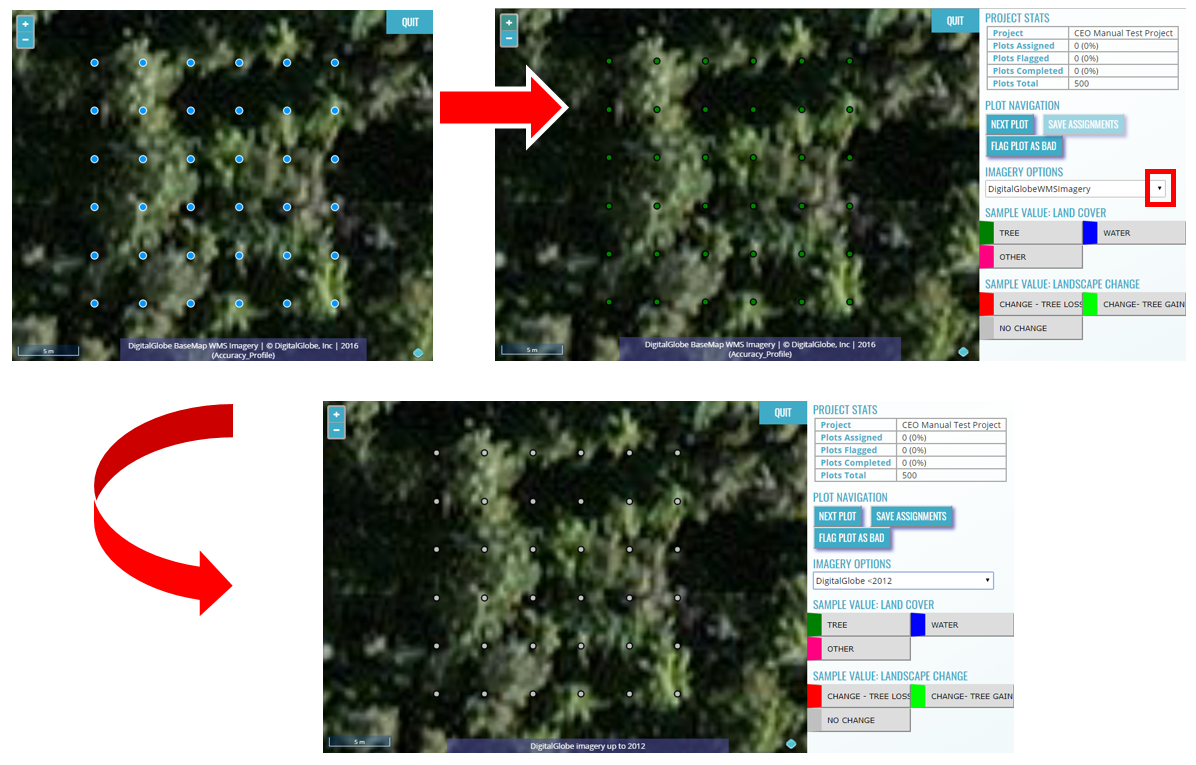 +
−
QUIT
5 m
DigitalGlobe BaseMap WMS Imagery | © DigitalGlobe, Inc | 2016
(Accuracy_Profile)
+
−
QUIT
5 m
DigitalGlobe BaseMap WMS Imagery | © DigitalGlobe, Inc | 2016
(Accuracy_Profile)
PROJECT STATS
Project CEO Manual Test Project
Plots Assigned 0 (0%)
Plots Flagged 0 (0%)
Plots Completed 0 (0%)
Plots Total 500
PLOT NAVIGATION
NEXT PLOT SAVE ASSIGNMENTS
FLAG PLOT AS BAD
IMAGERY OPTIONS
DigitalGlobeWMSImagery
SAMPLE VALUE: LAND COVER
TREE WATER
OTHER
SAMPLE VALUE: LANDSCAPE CHANGE
CHANGE - TREE LOSS CHANGE- TREE GAIN
NO CHANGE
+
−
QUIT
5 m
DigitalGlobe imagery up to 2012
PROJECT STATS
Project CEO Manual Test Project
Plots Assigned 0 (0%)
Plots Flagged 0 (0%)
Plots Completed 0 (0%)
Plots Total 500
PLOT NAVIGATION
NEXT PLOT SAVE ASSIGNMENTS
FLAG PLOT AS BAD
IMAGERY OPTIONS
DigitalGlobe <2012
SAMPLE VALUE: LAND COVER
TREE WATER
OTHER
SAMPLE VALUE: LANDSCAPE CHANGE
CHANGE - TREE LOSS CHANGE- TREE GAIN
NO CHANGE